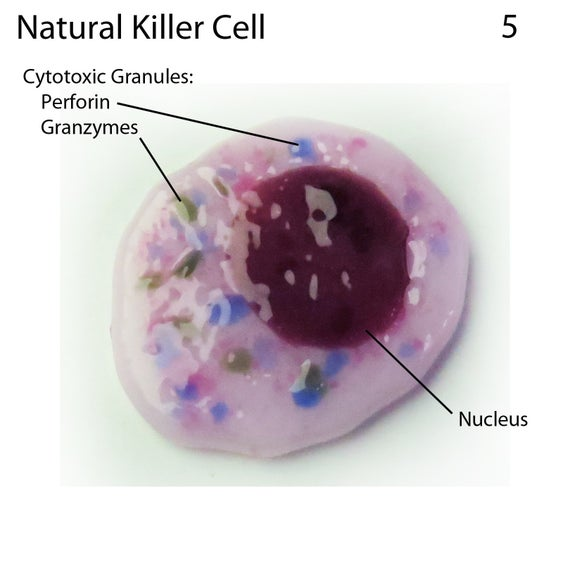 Natural Killer Cell
5
Cytotoxic Granules:
Perforin
Granzymes
Nucleus